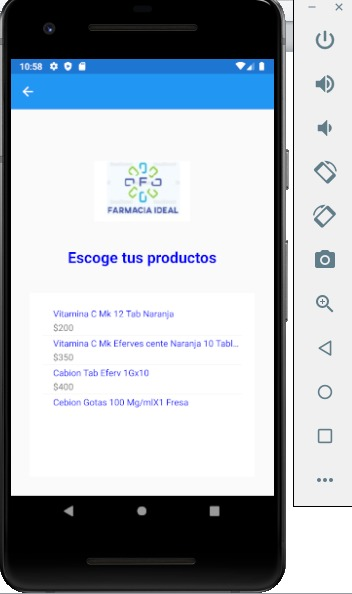 10:58
FARMACIA IDEAL
Escoge tus productos
Vitamina C Mk 12 Tab Naranja
$200
Vitamina C Mk Eferves cente Naranja 10 Tabl...
$350
Cabion Tab Eferv 1Gx10
$400
Cebion Gotas 100 Mg/mlX1 Fresa